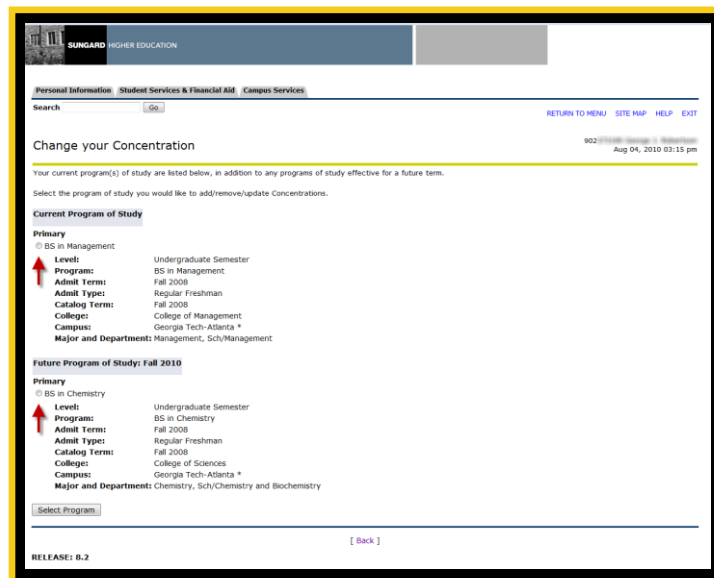 SUNGARD HIGHER EDUCATION
Personal Information Student Services & Financial Aid Campus Services
Search Go
RETURN TO MENU SITE MAP HELP EXIT
Change your Concentration
902
Aug 04, 2010 03:15 pm
Your current program(s) of study are listed below, in addition to any programs of study effective for a future term.
Select the program of study you would like to add/remove/update Concentrations.
Current Program of Study
Primary
BS in Management
Level: Undergraduate Semester
Program: BS in Management
Admit Term: Fall 2008
Admit Type: Regular Freshman
Catalog Term: Fall 2008
College: College of Management
Campus: Georgia Tech-Atlanta *
Major and Department: Management, Sch/Management
Future Program of Study: Fall 2010
Primary
BS in Chemistry
Level: Undergraduate Semester
Program: BS in Chemistry
Admit Term: Fall 2008
Admit Type: Regular Freshman
Catalog Term: Fall 2008
College: College of Sciences
Campus: Georgia Tech-Atlanta *
Major and Department: Chemistry, Sch/Chemistry and Biochemistry
Select Program
[ Back ]
RELEASE: 8.2